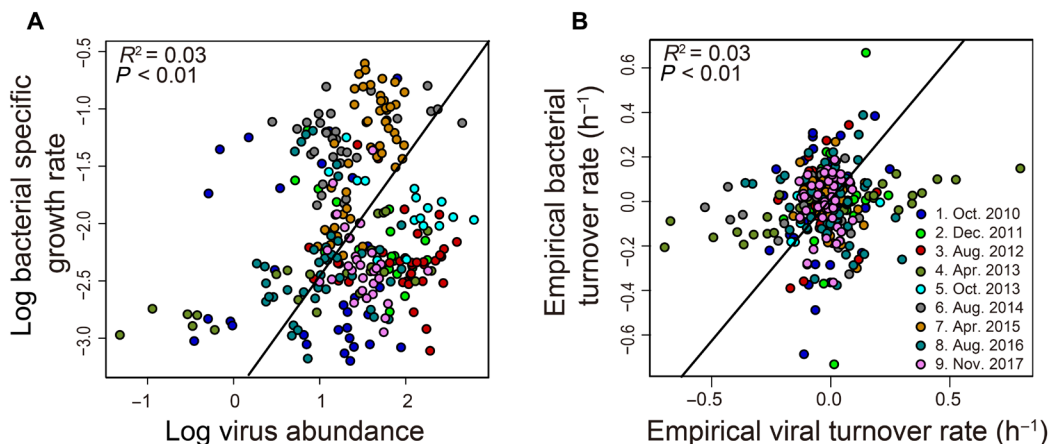 A
R² = 0.03
P < 0.01
Log bacterial specific
growth rate
−0.5
−1.0
−1.5
−2.0
−2.5
−3.0
−1
0
1
2
Log virus abundance
B
R² = 0.03
P < 0.01
Empirical bacterial
turnover rate (h⁻¹)
0.6
0.4
0.2
0.0
−0.2
−0.4
−0.6
1. Oct. 2010
2. Dec. 2011
3. Aug. 2012
4. Apr. 2013
5. Oct. 2013
6. Aug. 2014
7. Apr. 2015
8. Aug. 2016
9. Nov. 2017
−0.5
0.0
0.5
Empirical viral turnover rate (h⁻¹)